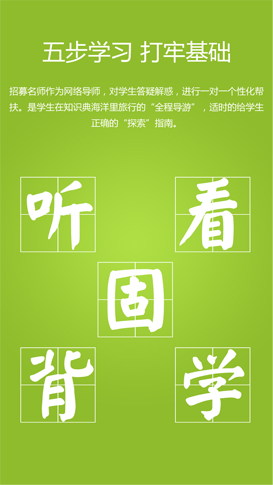 五步学习 打牢基础
招募名师作为网络导师，对学生答疑解惑，进行一对一个性化帮
扶。是学生在知识典海洋里旅行的“全程导游”，适时的给学生
正确的“探索”指南。
听 看
固
背 学